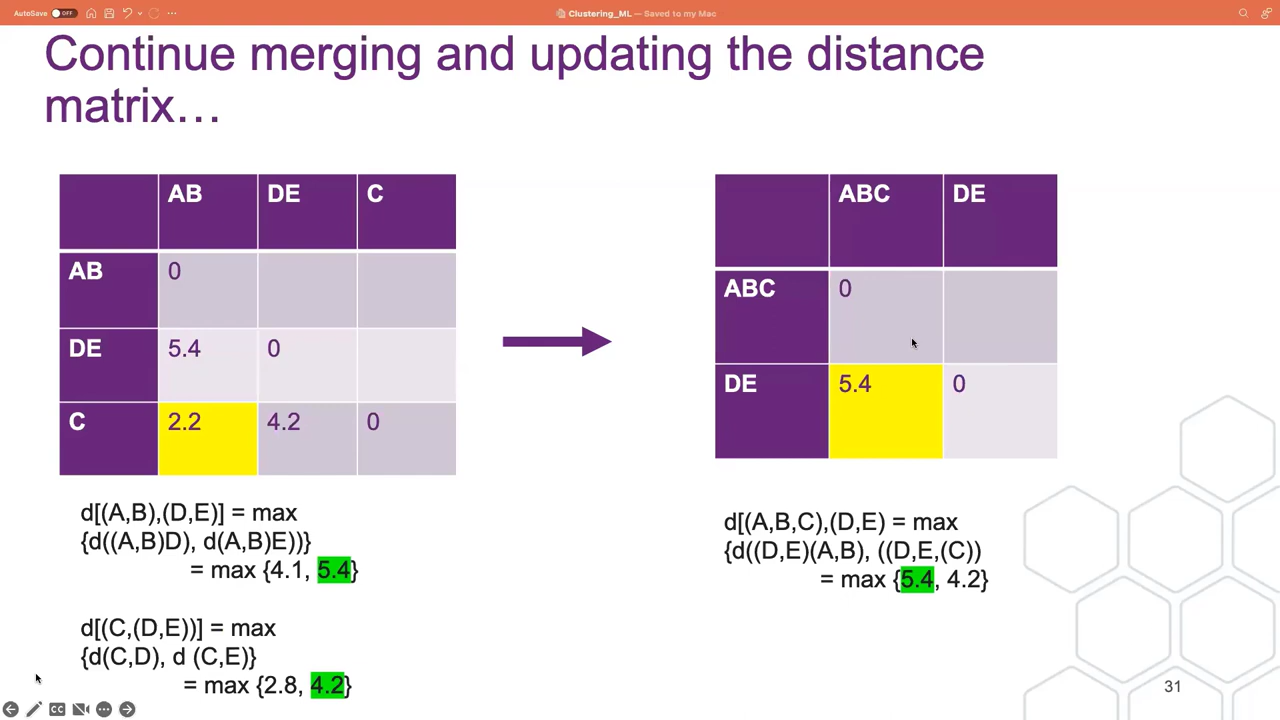 AutoSave OFF
Clustering_ML — Saved to my Mac
Continue merging and updating the distance
matrix…
AB DE C
AB 0
DE 5.4 0
C 2.2 4.2 0
d[(A,B),(D,E)] = max
{d((A,B)D), d(A,B)E))}
= max {4.1, 5.4}
d[(C,(D,E))] = max
{d(C,D), d (C,E)}
= max {2.8, 4.2}
ABC DE
ABC 0
DE 5.4 0
d[(A,B,C),(D,E) = max
{d((D,E)(A,B), ((D,E,(C))
= max {5.4, 4.2}
CC
31